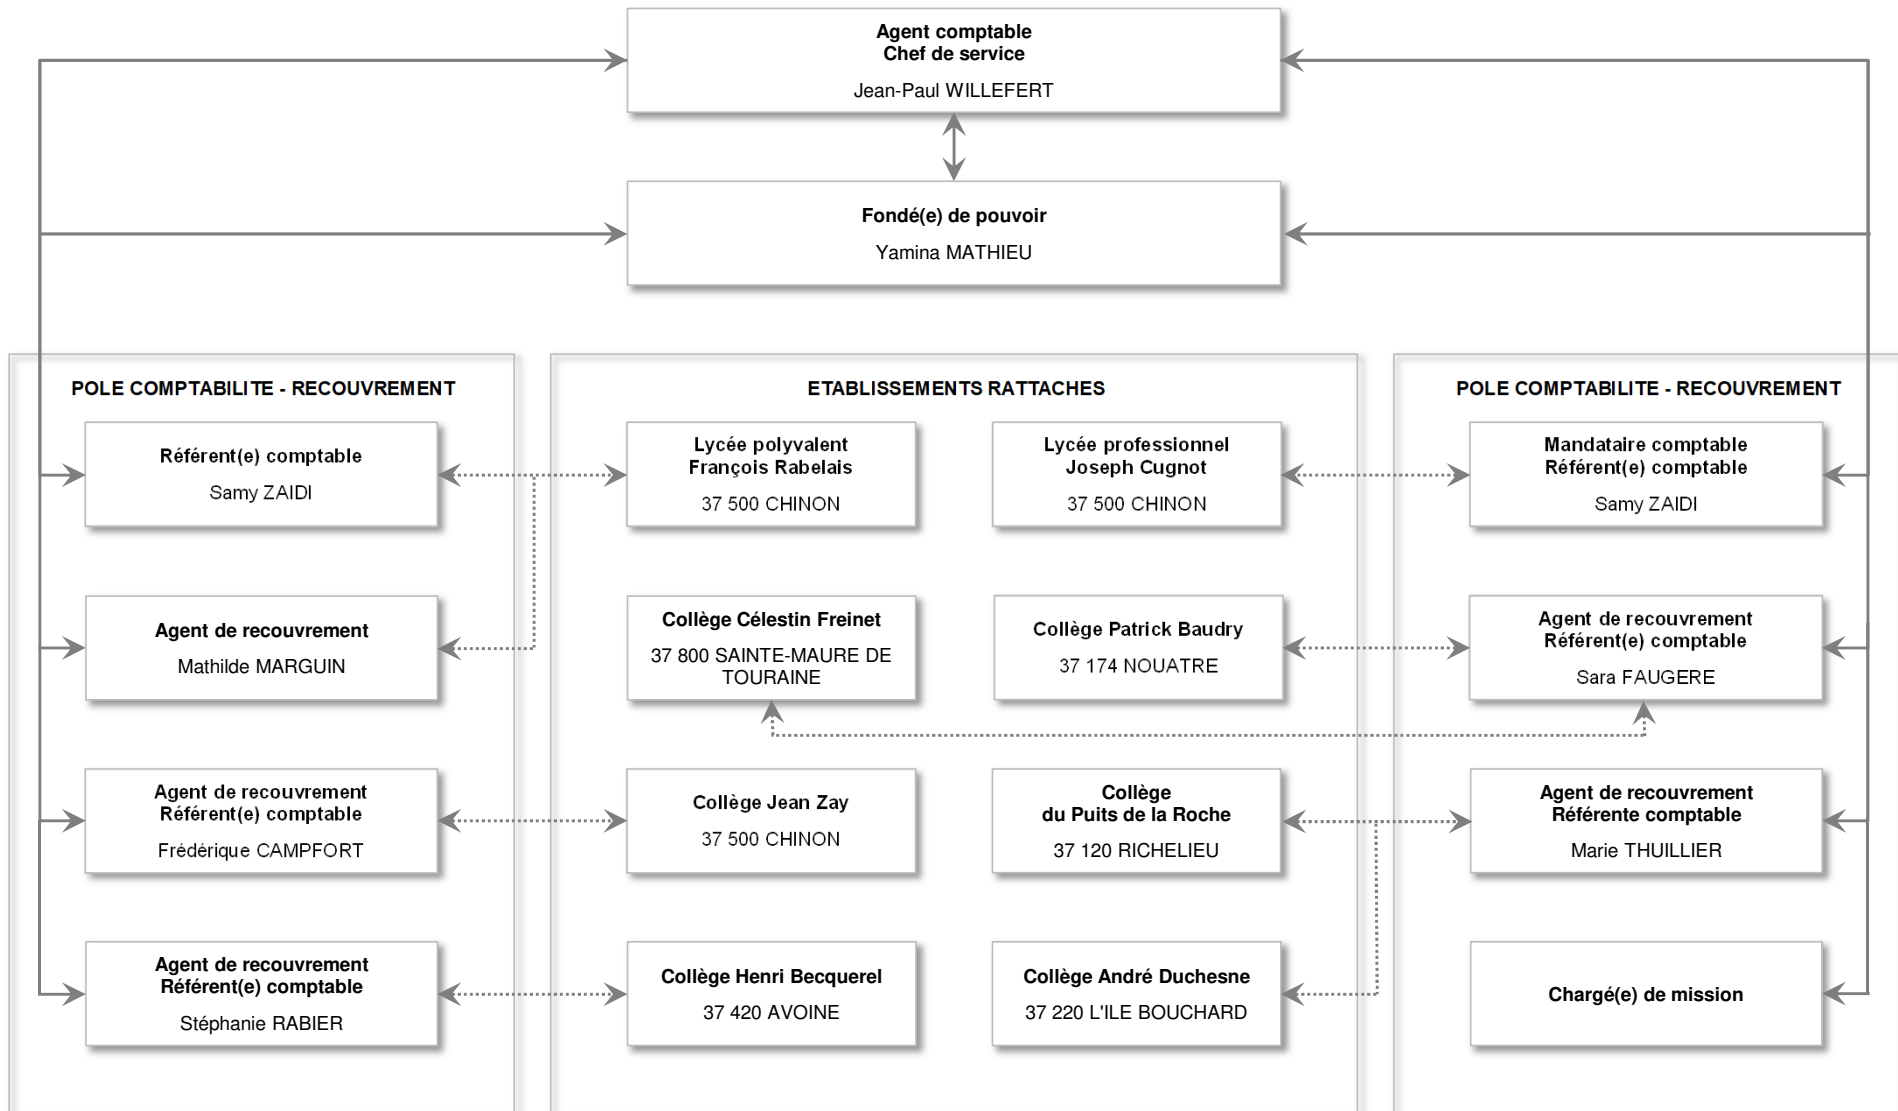 Agent comptable
Chef de service
Jean-Paul WILLEFERT
Fondé(e) de pouvoir
Yamina MATHIEU
POLE COMPTABILITE - RECOUVREMENT
Référent(e) comptable
Samy ZAIDI
Agent de recouvrement
Mathilde MARGUIN
Agent de recouvrement
Référent(e) comptable
Frédérique CAMPFORT
Agent de recouvrement
Référent(e) comptable
Stéphanie RABIER
ETABLISSEMENTS RATTACHES
Lycée polyvalent
François Rabelais
37 500 CHINON
Lycée professionnel
Joseph Cugnot
37 500 CHINON
Collège Célestin Freinet
37 800 SAINTE-MAURE DE
TOURAINE
Collège Patrick Baudry
37 174 NOUATRE
Collège Jean Zay
37 500 CHINON
Collège
du Puits de la Roche
37 120 RICHELIEU
Collège Henri Becquerel
37 420 AVOINE
Collège André Duchesne
37 220 L'ILE BOUCHARD
POLE COMPTABILITE - RECOUVREMENT
Mandataire comptable
Référent(e) comptable
Samy ZAIDI
Agent de recouvrement
Référent(e) comptable
Sara FAUGERE
Agent de recouvrement
Référente comptable
Marie THUILLIER
Chargé(e) de mission